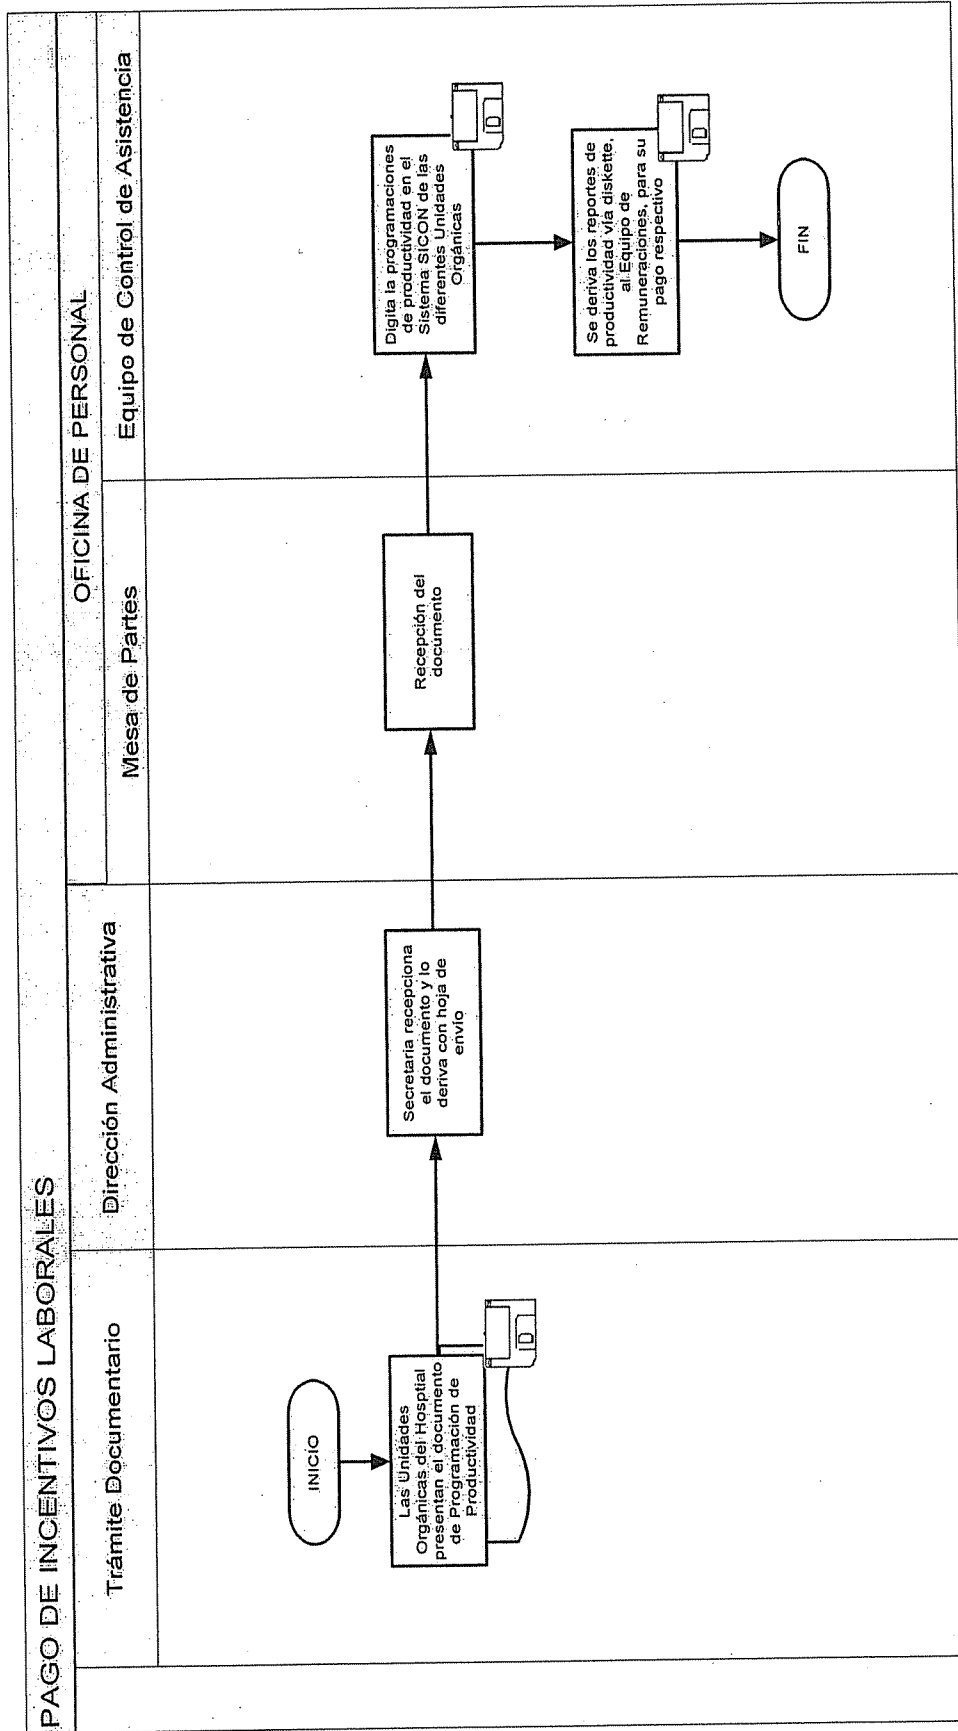 PAGO DE INCENTIVOS LABORALES
OFICINA DE PERSONAL
Trámite Documentario
Dirección Administrativa
Mesa de Partes
Equipo de Control de Asistencia
INICIO
Las Unidades
Orgánicas del Hosptial
presentan el documento
de Programación de
Productividad
Secretaria recepciona
el documento y lo
deriva con hoja de
envío
Recepción del
documento
Digita la programaciones
de productividad en el
Sistema SICON de las
diferentes Unidades
Orgánicas
Se deriva los reportes de
productividad vía diskette,
al Equipo de
Remuneraciones, para su
pago respectivo
FIN